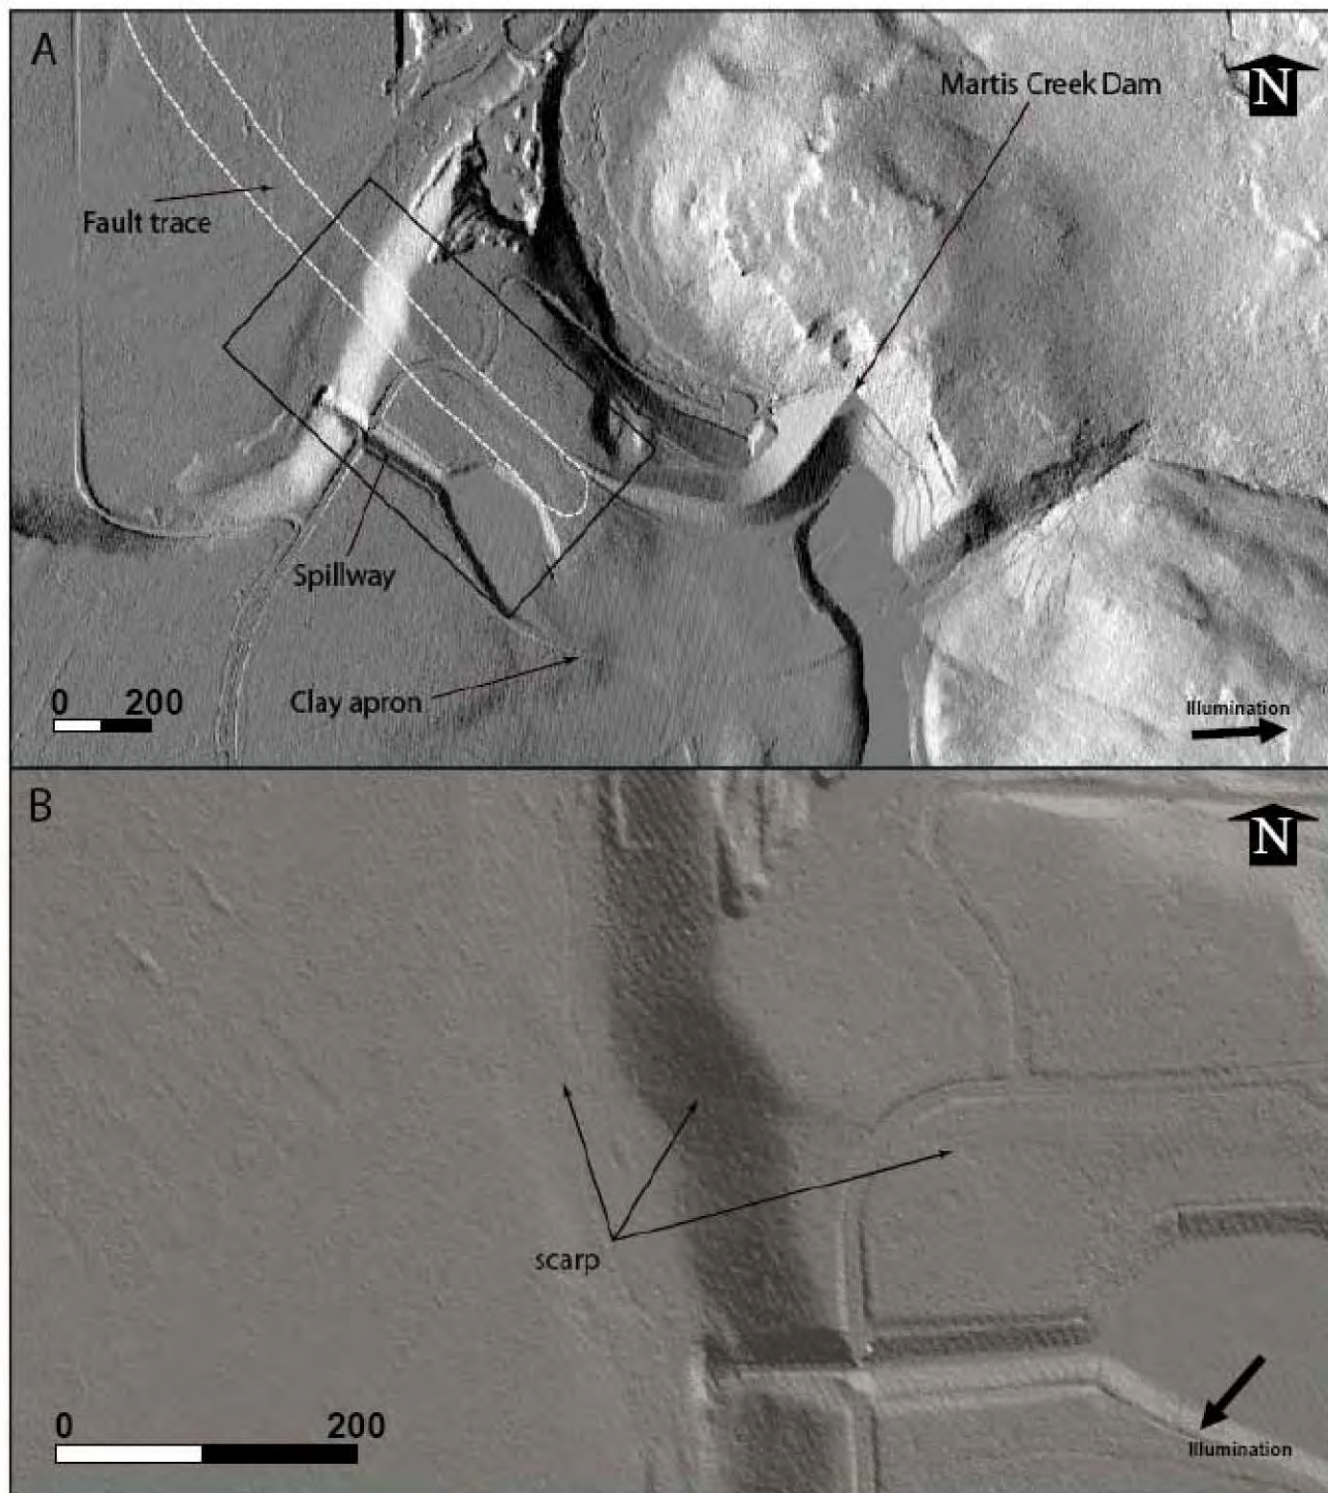 A
N
Martis Creek Dam
Fault trace
Spillway
Clay apron
0 200
Illumination
B
N
scarp
0 200
Illumination